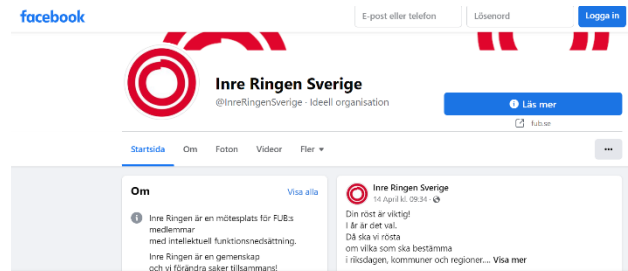 facebook
E-post eller telefon
Lösenord
Logga in
Inre Ringen Sverige
@InreRingenSverige · Ideell organisation
Läs mer
fub.se
Startsida Om Foton Videor Fler
Om
Visa alla
Inre Ringen är en mötesplats för FUB:s
medlemmar
med intellektuell funktionsnedsättning.
Inre Ringen är en gemenskap
och vi förändra saker tillsammans!
Inre Ringen Sverige
14 April kl. 09:34 ·
Din röst är viktig!
I år är det val.
Då ska vi rösta
om vilka som ska bestämma
i riksdagen, kommuner och regioner.... Visa mer